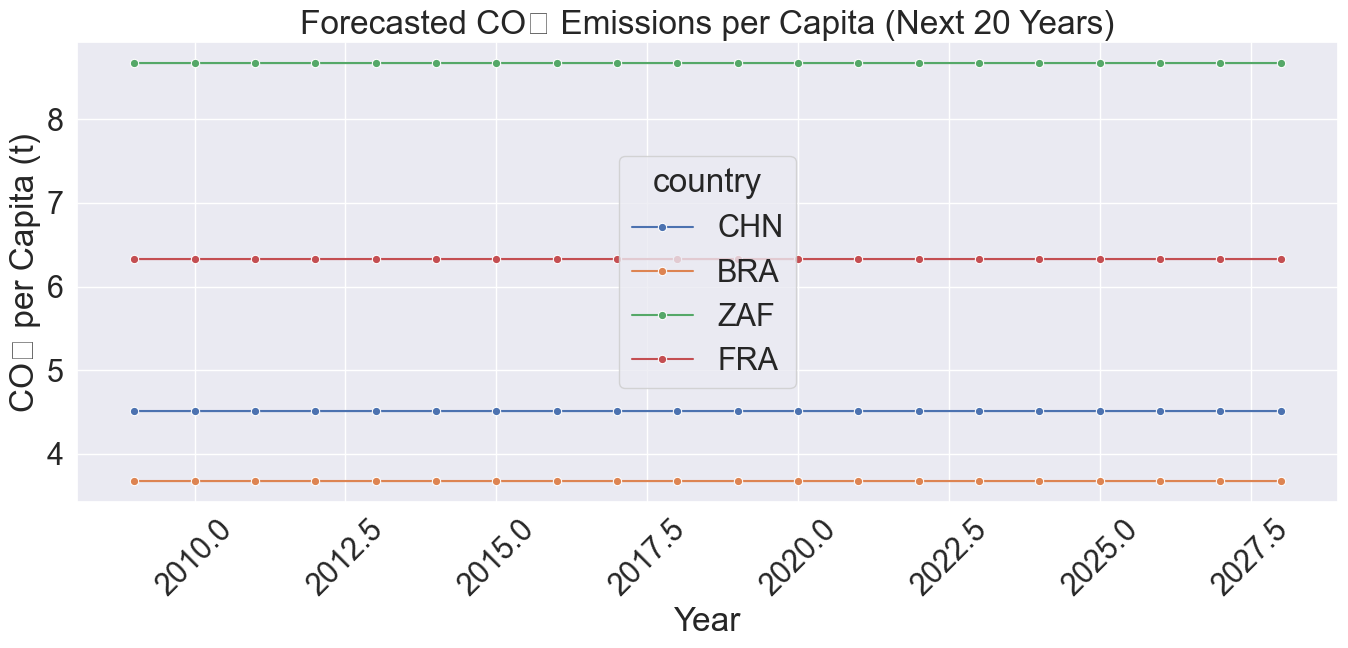 Forecasted CO□ Emissions per Capita (Next 20 Years)
CO□ per Capita (t)
8
7
6
5
4
country
CHN
BRA
ZAF
FRA
2010.0
2012.5
2015.0
2017.5
2020.0
2022.5
2025.0
2027.5
Year